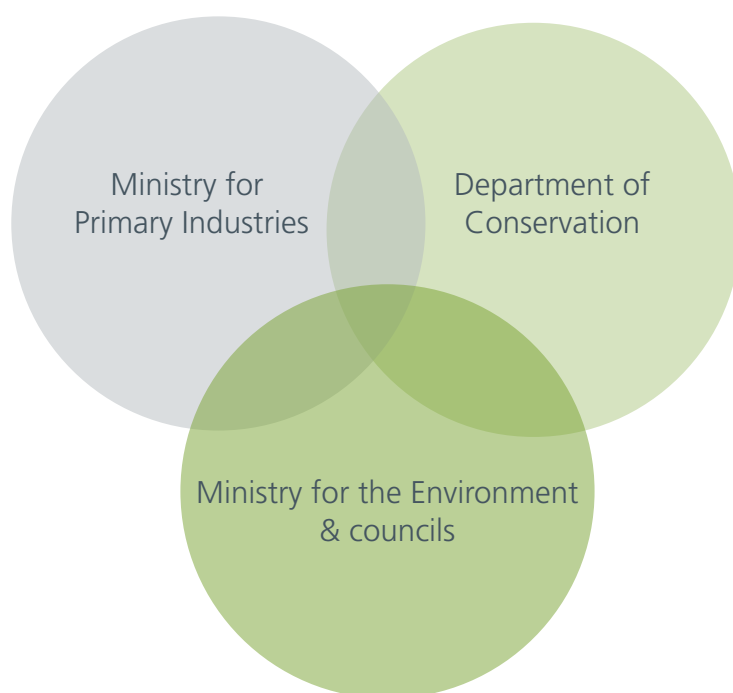 Ministry for
Primary Industries
Department of
Conservation
Ministry for the Environment
& councils